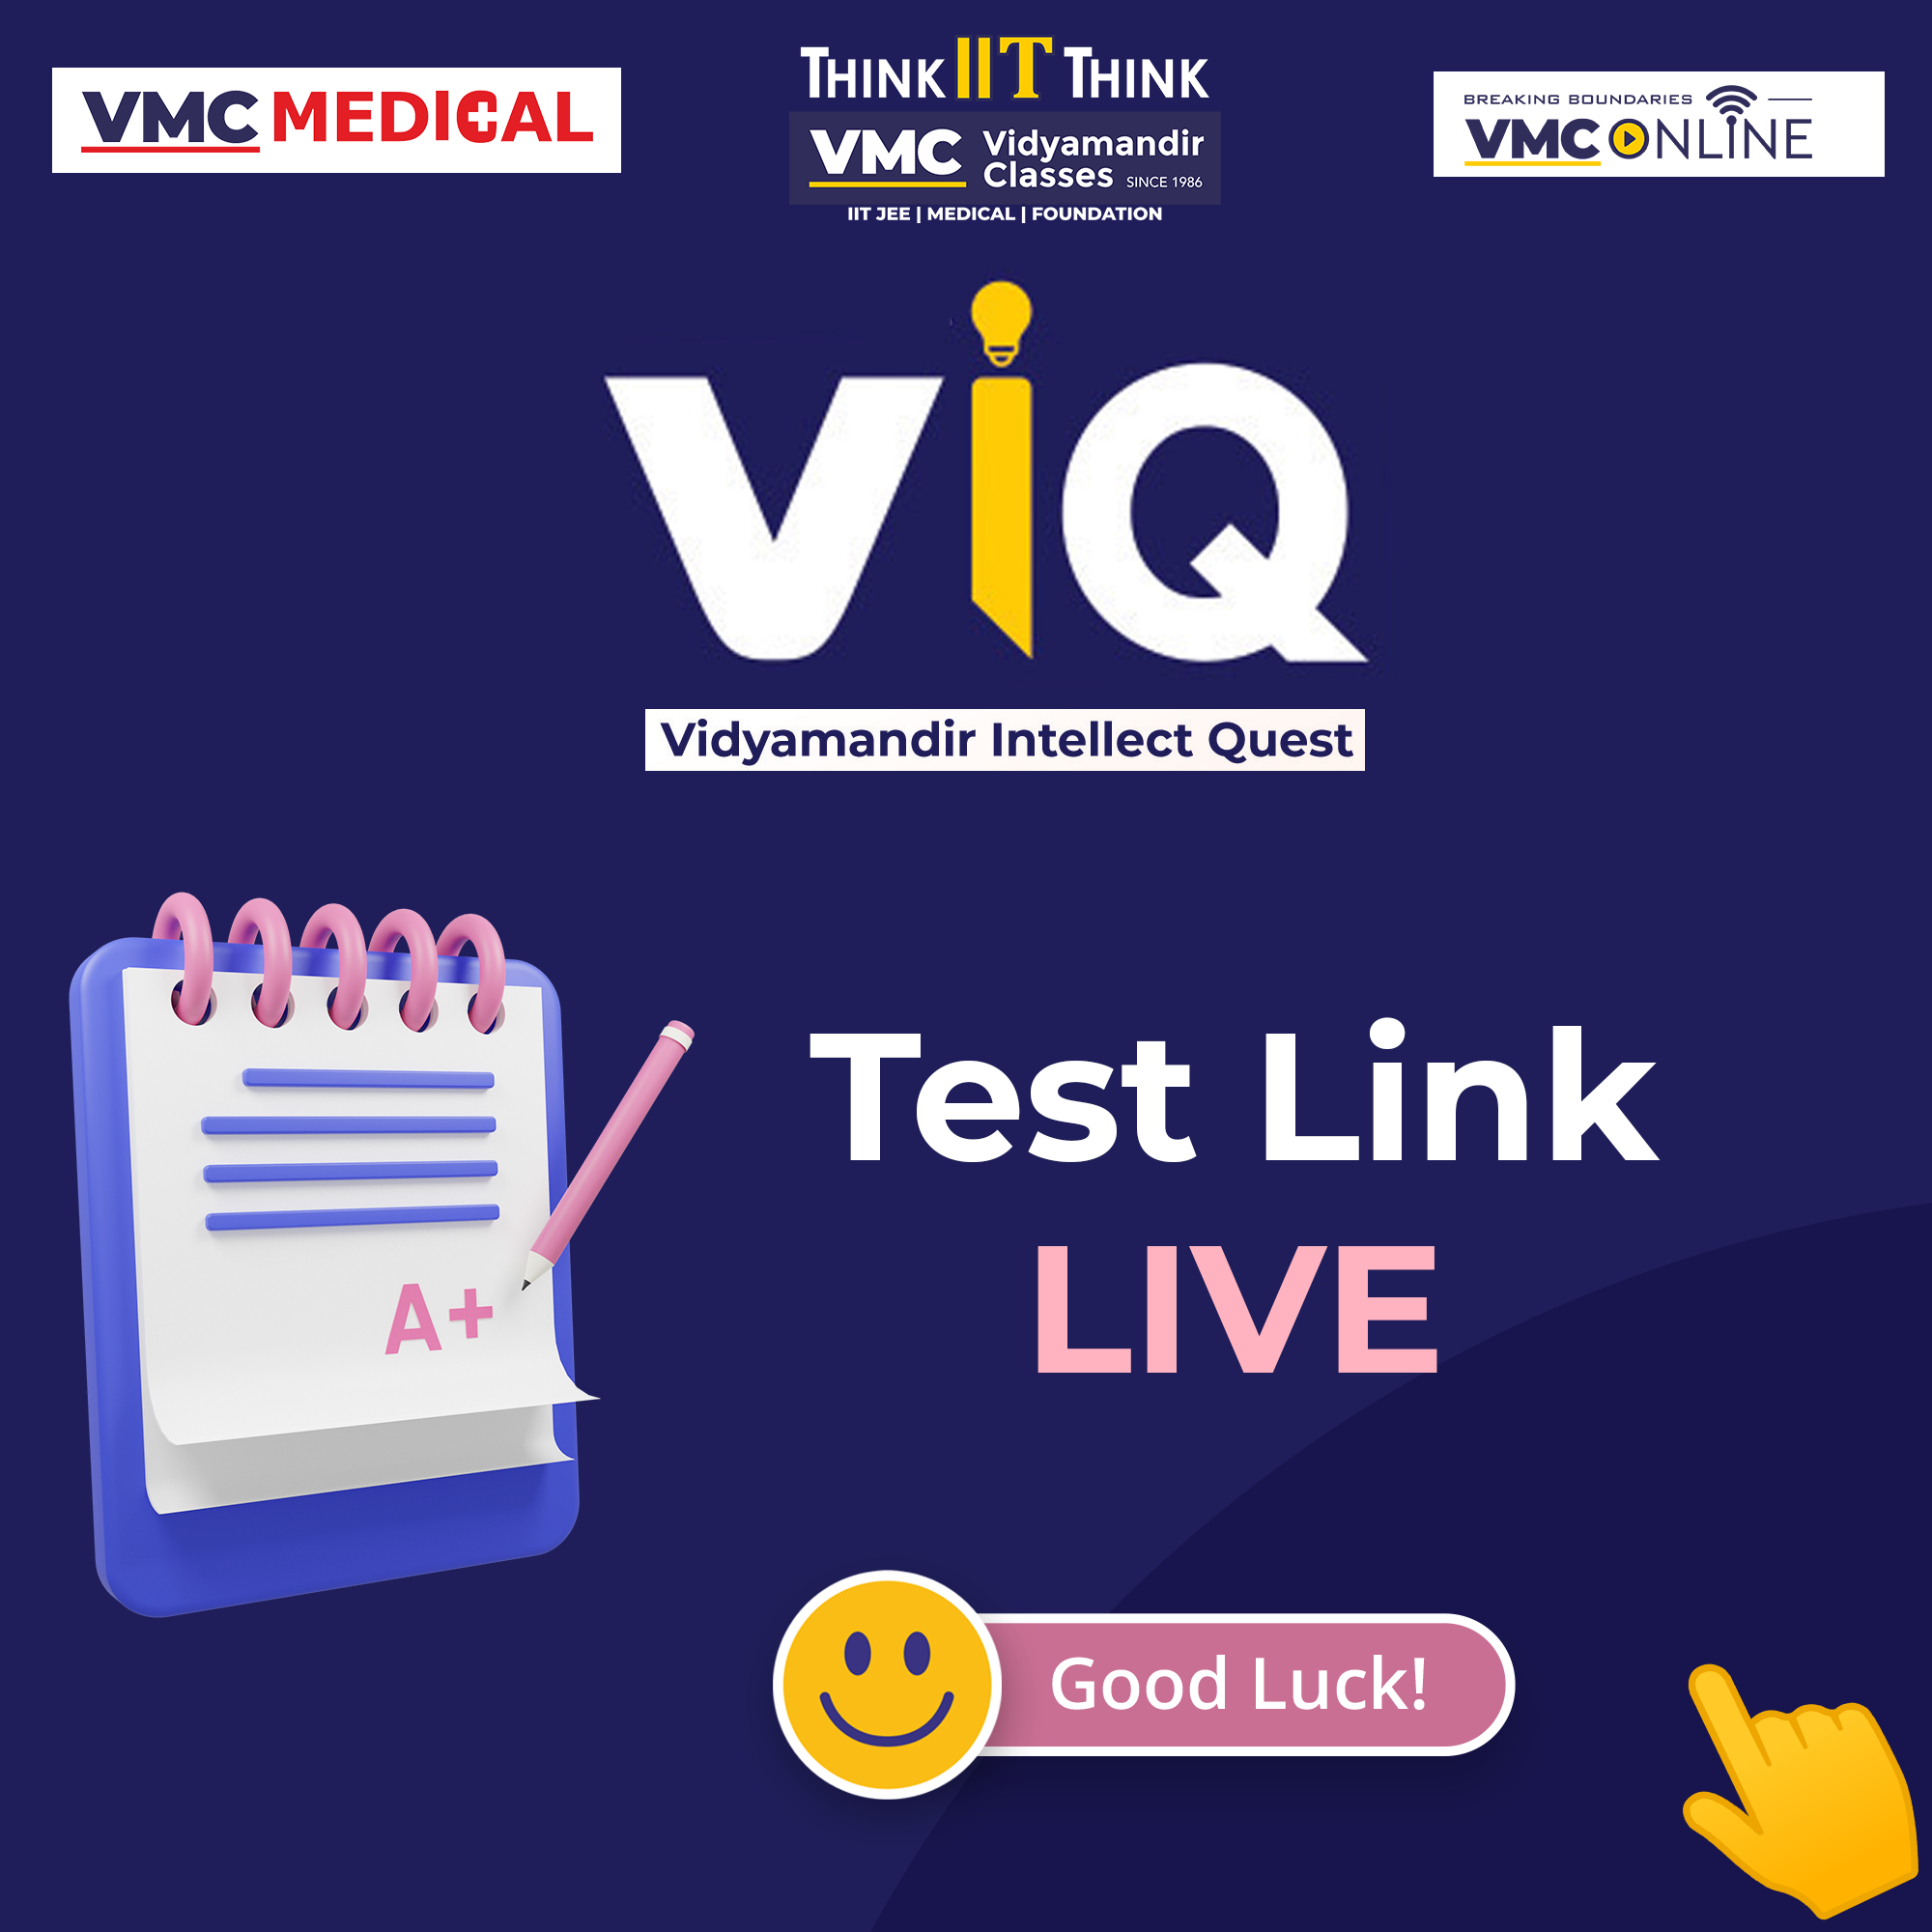 VMC MEDICAL
THINK IIT THINK
VMC Vidyamandir
Classes SINCE 1986
IIT JEE | MEDICAL | FOUNDATION
BREAKING BOUNDARIES
VMC ONLINE
ViQ
Vidyamandir Intellect Quest
A+
Test Link
LIVE
Good Luck!